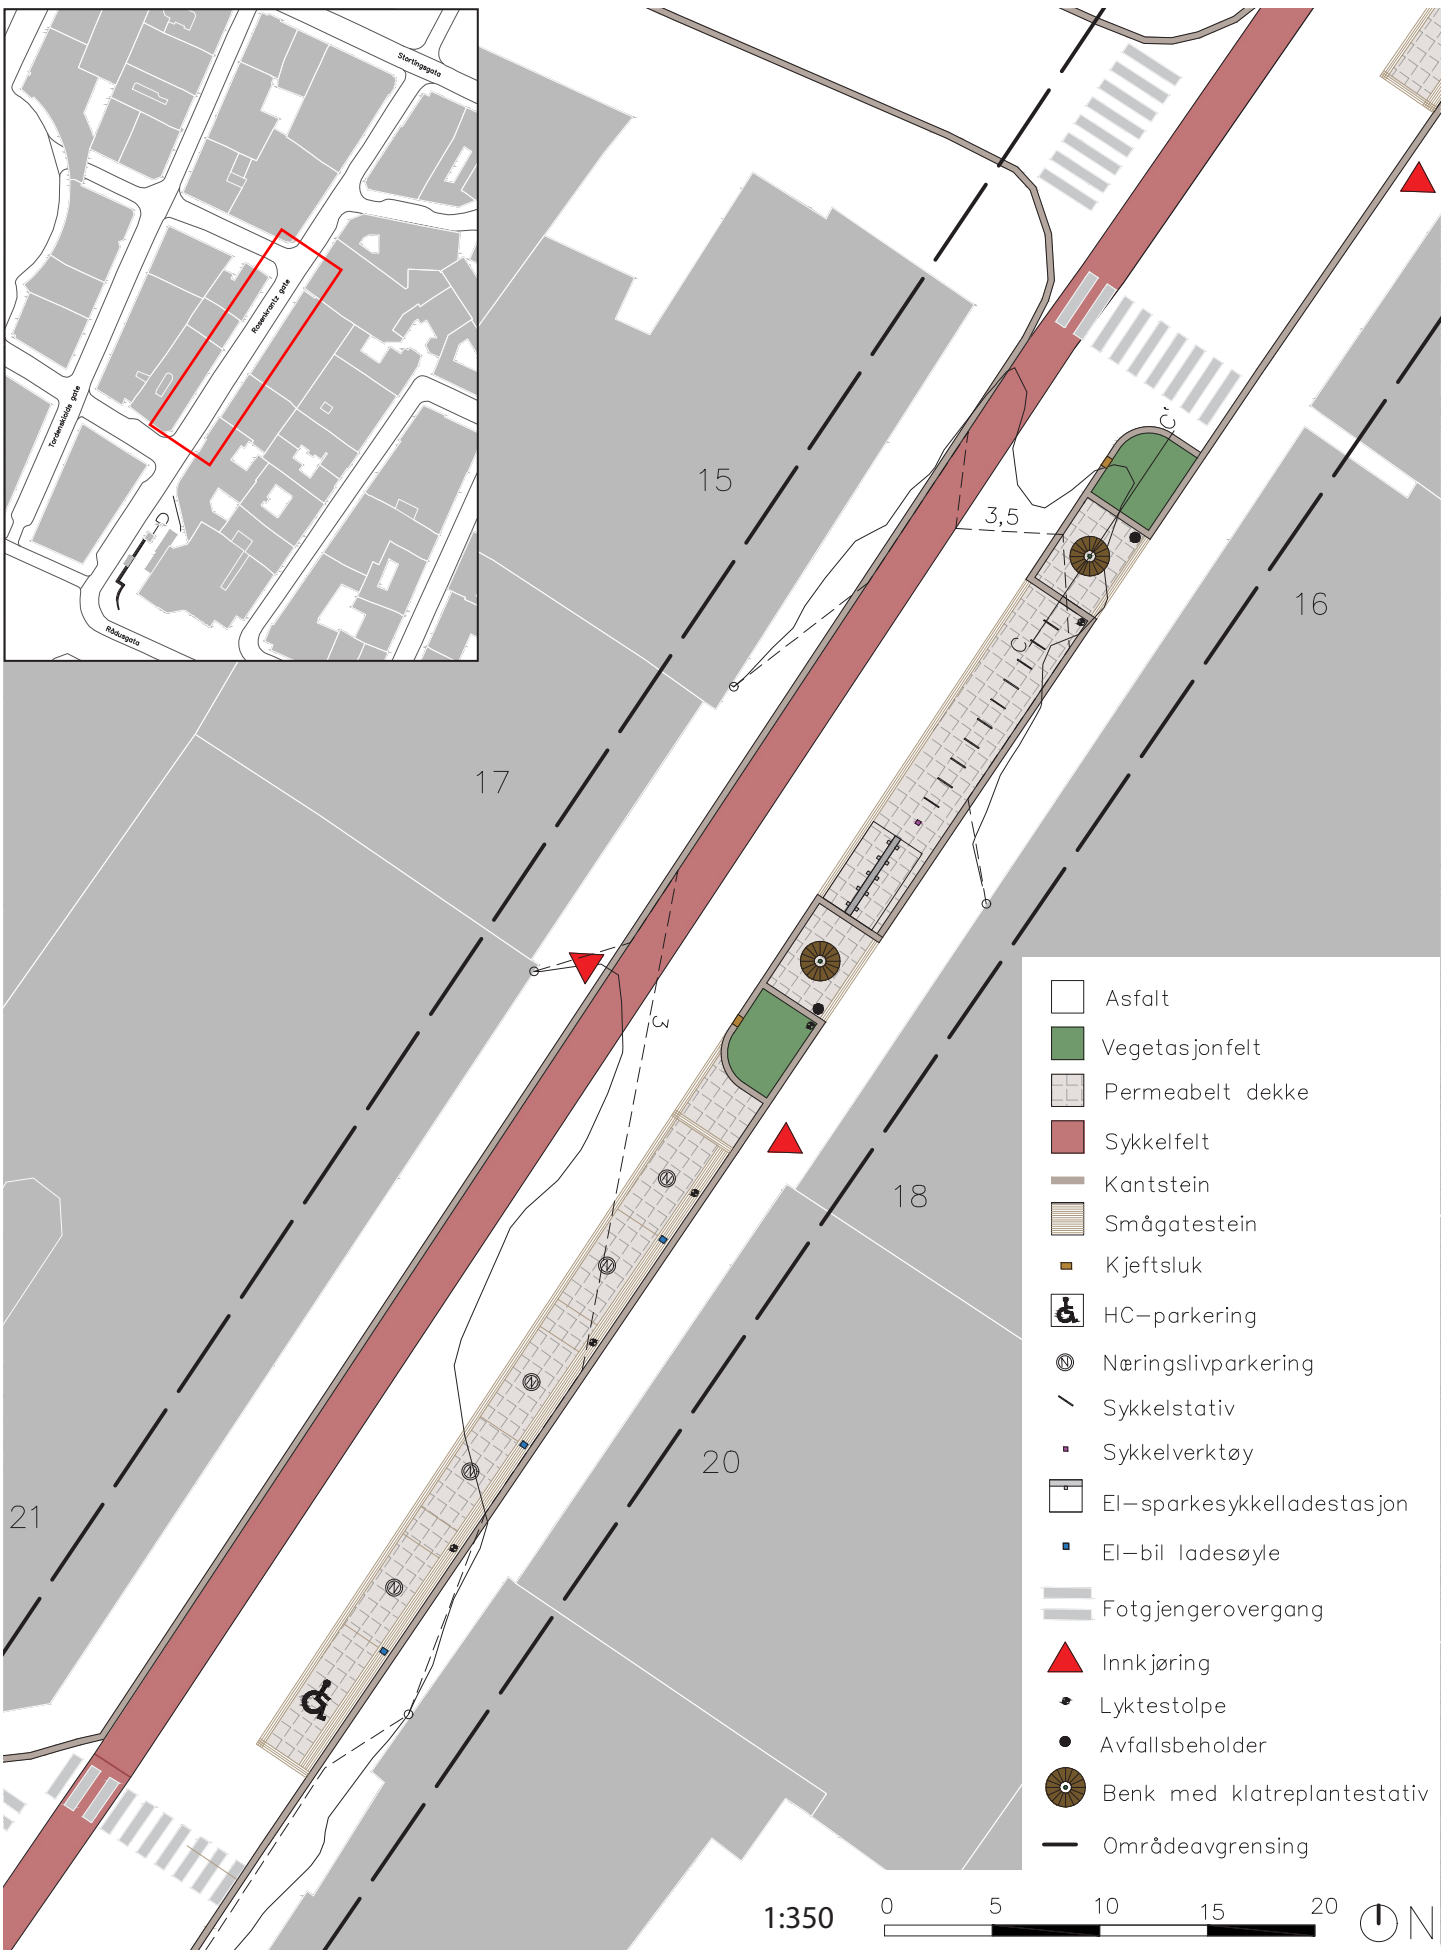 Stortingsgata
Rosenkrantz gate
Tordenskiolds gate
C
Rådusgata
C'
15
3,5
16
C
17
3
18
20
21
Asfalt
Vegetasjonfelt
Permeabelt dekke
Sykkelfelt
Kantstein
Smågatestein
Kjeftsluk
HC-parkering
N Næringslivparkering
Sykkelstativ
Sykkelverktøy
El-sparkesykkelladestasjon
El-bil ladesøyle
Fotgjengerovergang
Innkjøring
Lyktestolpe
Avfallsbeholder
Benk med klatreplantestativ
Områdeavgrensing
N
N
N
N
N
1:350
0 5 10 15 20
N